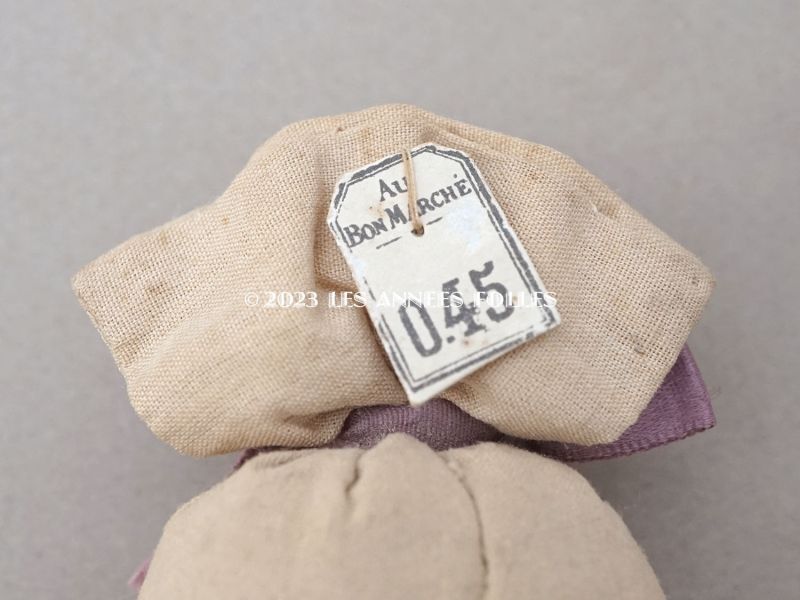 AU
BON MARCHÉ
0.45
©2023 LES ANNÉES FOLLES